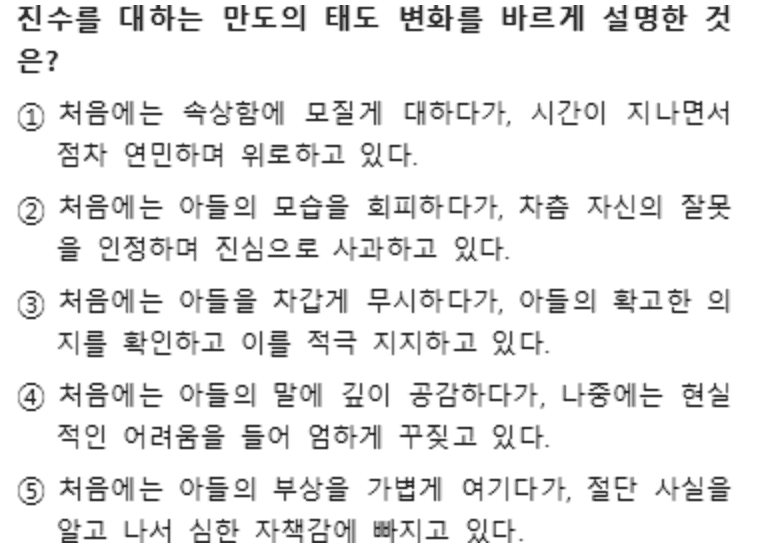 진수를 대하는 만도의 태도 변화를 바르게 설명한 것
은?
① 처음에는 속상함에 모질게 대하다가, 시간이 지나면서
점차 연민하며 위로하고 있다.
② 처음에는 아들의 모습을 회피하다가, 차츰 자신의 잘못
을 인정하며 진심으로 사과하고 있다.
③ 처음에는 아들을 차갑게 무시하다가, 아들의 확고한 의
지를 확인하고 이를 적극 지지하고 있다.
④ 처음에는 아들의 말에 깊이 공감하다가, 나중에는 현실
적인 어려움을 들어 엄하게 꾸짖고 있다.
⑤ 처음에는 아들의 부상을 가볍게 여기다가, 절단 사실을
알고 나서 심한 자책감에 빠지고 있다.